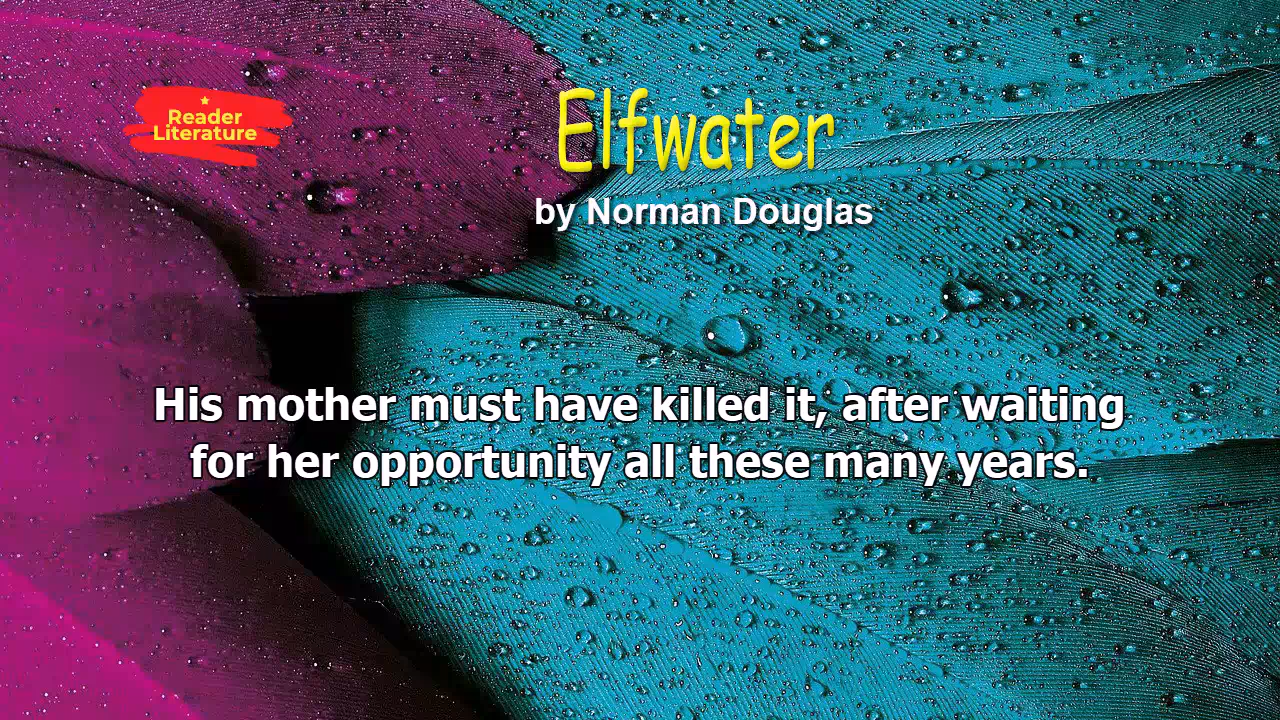 Reader
Literature
Elfwater
by Norman Douglas
His mother must have killed it, after waiting
for her opportunity all these many years.